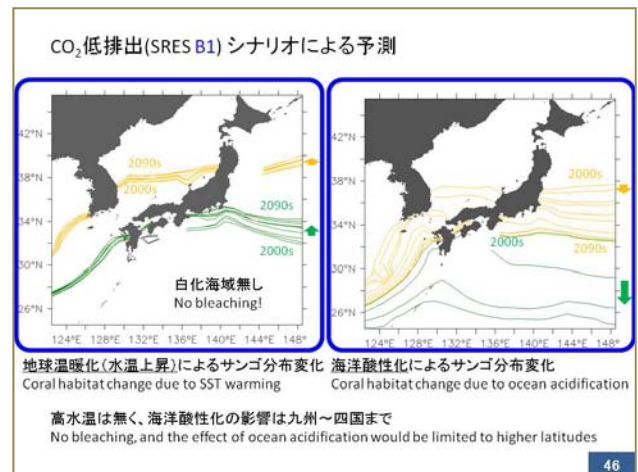 CO₂低排出(SRES B1) シナリオによる予測
42°N
38°N
34°N
30°N
26°N
124°E 128° 132° 136° 140° 144° 148°
2090s
2000s
2090s
2000s
白化海域無し
No bleaching!
42°N
38°N
34°N
30°N
26°N
124°E 128° 132° 136° 140° 144° 148°
2000s
2000s
2090s
地球温暖化(水温上昇)によるサンゴ分布変化
Coral habitat change due to SST warming
海洋酸性化によるサンゴ分布変化
Coral habitat change due to ocean acidification
高水温は無く、海洋酸性化の影響は九州～四国まで
No bleaching, and the effect of ocean acidification would be limited to higher latitudes
46